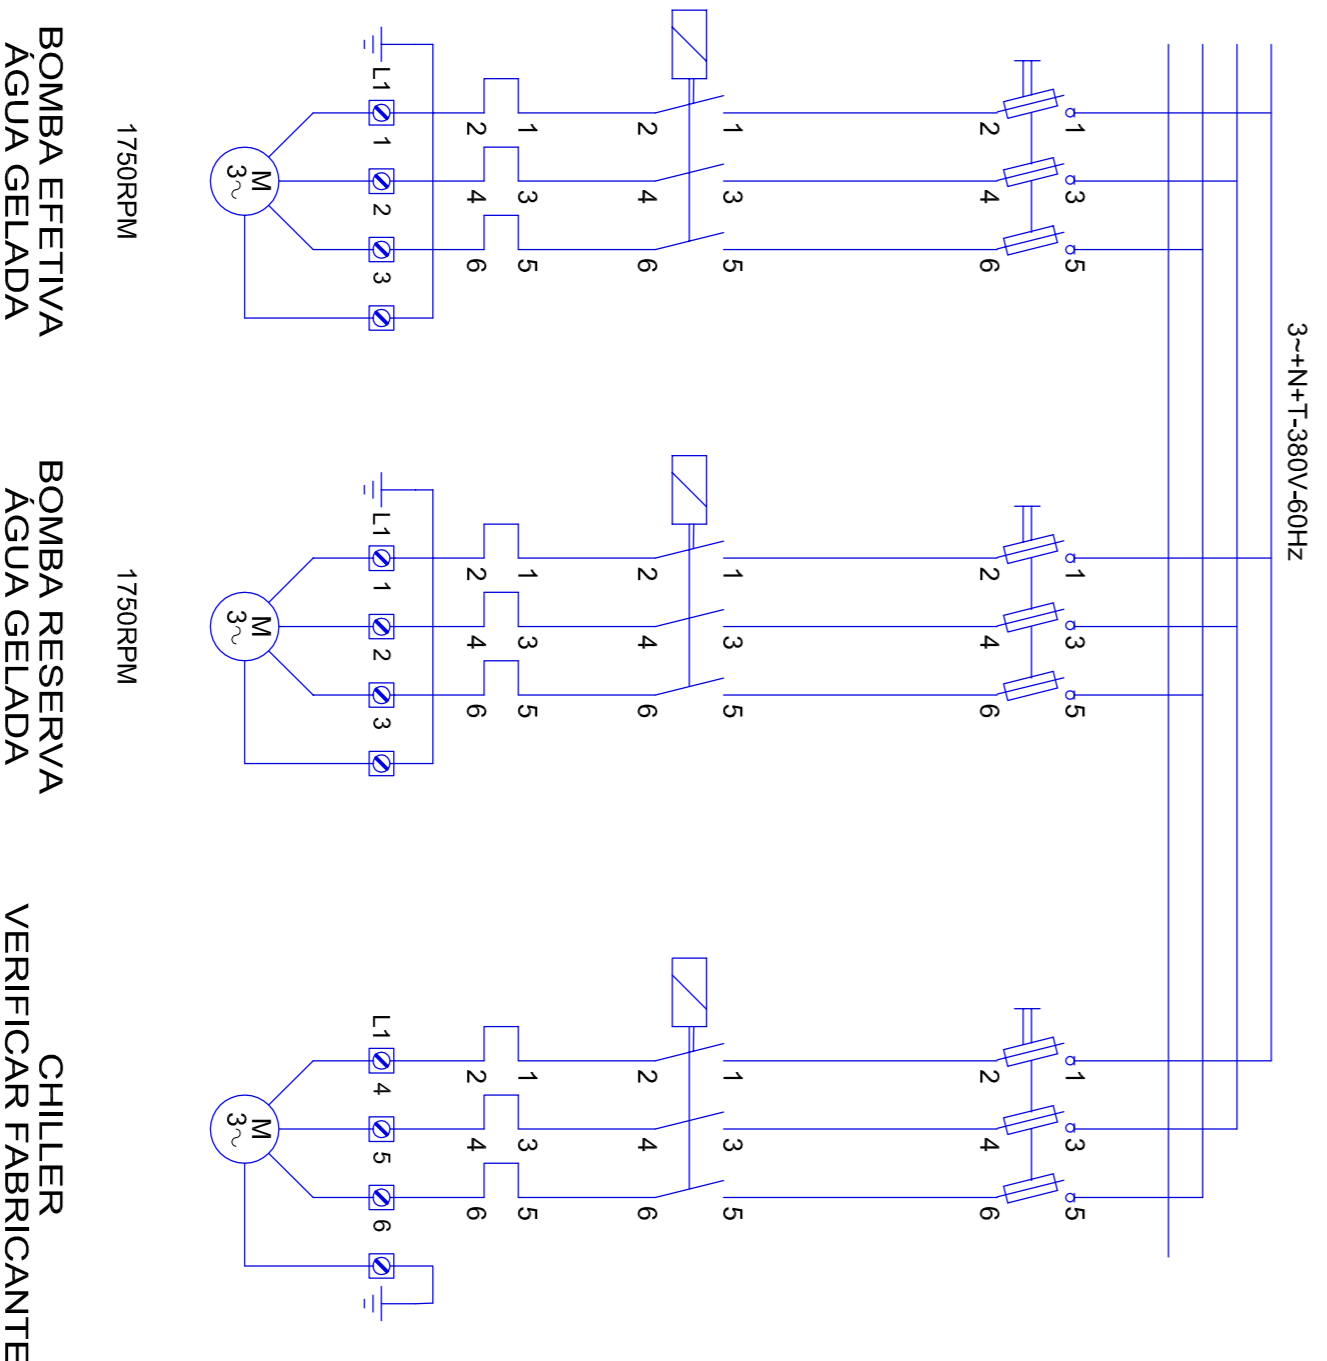 3~+N+T-380V-60Hz
1 3 5
2 4 6
1 3 5
2 4 6
1 3 5
2 4 6
1 3 5
2 4 6
1 3 5
2 4 6
1 3 5
2 4 6
1 3 5
2 4 6
1 3 5
2 4 6
1 3 5
2 4 6
L1 1 2 3
L1 1 2 3
L1 4 5 6
M
3~
M
3~
M
3~
1750RPM
1750RPM
BOMBA EFETIVA
ÁGUA GELADA
BOMBA RESERVA
ÁGUA GELADA
CHILLER
VERIFICAR FABRICANTE